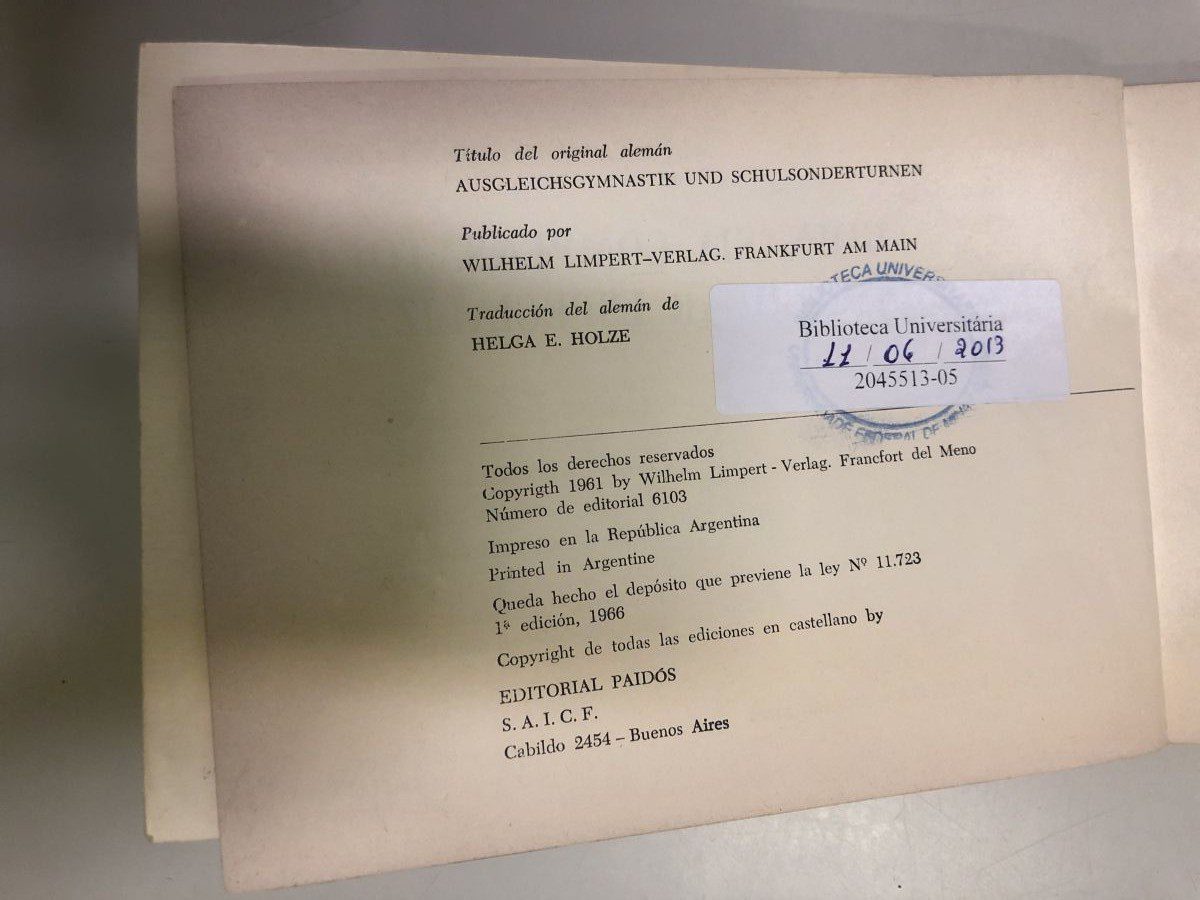 Título del original alemán
AUSGLEICHSGYMNASTIK UND SCHULSONDERTURNEN
Publicado por
WILHELM LIMPERT–VERLAG. FRANKFURT AM MAIN
Traducción del alemán de
HELGA E. HOLZE
TECA UNIVER
Biblioteca Universitária
11 / 06 / 2013
2045513-05
FEDERAL DE
Todos los derechos reservados
Copyrigth 1961 by Wilhelm Limpert - Verlag. Francfort del Meno
Número de editorial 6103
Impreso en la República Argentina
Printed in Argentine
Queda hecho el depósito que previene la ley Nº 11.723
1ª edición, 1966
Copyright de todas las ediciones en castellano by
EDITORIAL PAIDÓS
S. A. I. C. F.
Cabildo 2454 – Buenos Aires